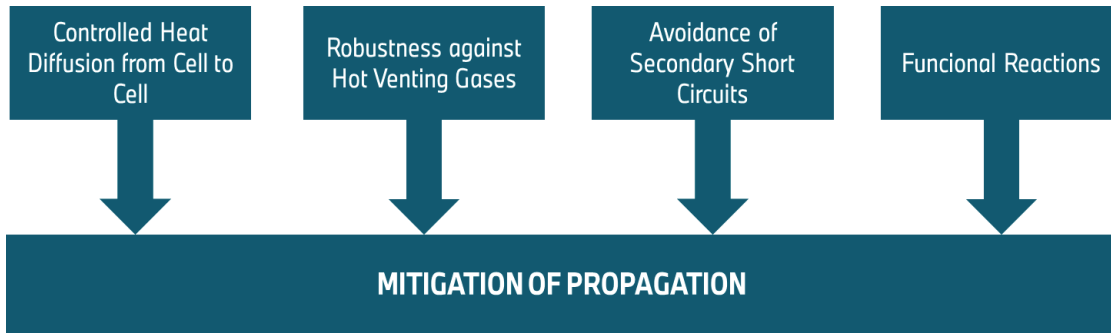 Controlled Heat
Diffusion from Cell to
Cell
Robustness against
Hot Venting Gases
Avoidance of
Secondary Short
Circuits
Funcional Reactions
MITIGATION OF PROPAGATION